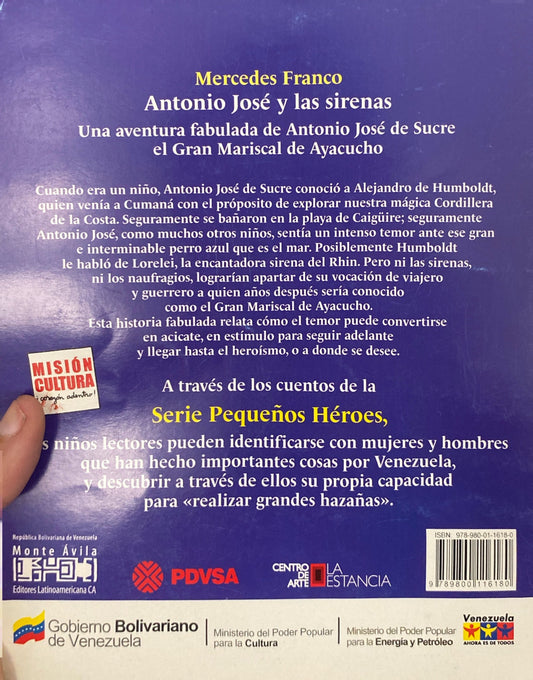 Mercedes Franco
Antonio José y las sirenas
Una aventura fabulada de Antonio José de Sucre
el Gran Mariscal de Ayacucho
Cuando era un niño, Antonio José de Sucre conoció a Alejandro de Humboldt,
quien venía a Cumaná con el próposito de explorar nuestra mágica Cordillera
de la Costa. Seguramente se bañaron en la playa de Caigüire; seguramente
Antonio José, como muchos otros niños, sentía un intenso temor ante ese gran
e interminable perro azul que es el mar. Posiblemente Humboldt
le habló de Lorelei, la encantadora sirena del Rhin. Pero ni las sirenas,
ni los naufragios, lograrían apartar de su vocación de viajero
y guerrero a quien años después sería conocido
como el Gran Mariscal de Ayacucho.
Esta historia fabulada relata cómo el temor puede convertirse
en acicate, en estímulo para seguir adelante
y llegar hasta el heroísmo, o a donde se desee.
MISIÓN
CULTURA
¡corazón adentro!
A través de los cuentos de la
Serie Pequeños Héroes,
s niños lectores pueden identificarse con mujeres y hombres
que han hecho importantes cosas por Venezuela,
y descubrir a través de ellos su propia capacidad
para «realizar grandes hazañas».
República Bolivariana de Venezuela
Monte Ávila
Editores Latinoamericana CA
PDVSA
CENTRO DE ARTE LA ESTANCIA
ISBN 978-980-01-1618-0
9 789800 116180
Gobierno Bolivariano
de Venezuela
Ministerio del Poder Popular
para la Cultura
Ministerio del Poder Popular
para la Energía y Petróleo
Venezuela
AHORA ES DE TODOS